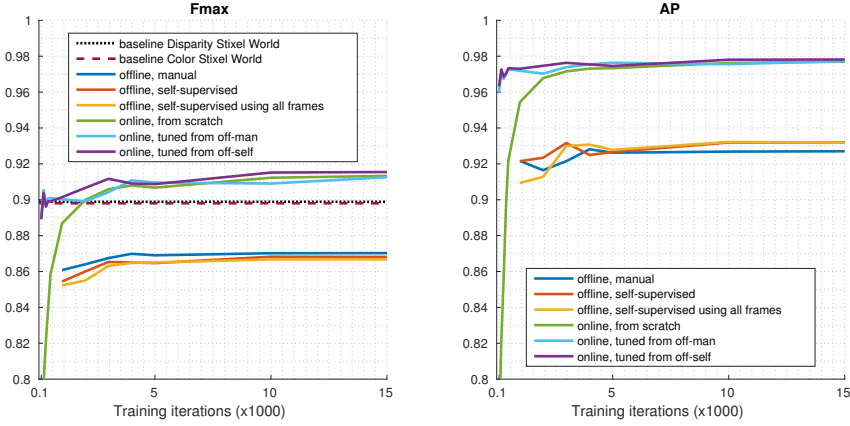 Fmax
1
0.98
0.96
0.94
0.92
0.9
0.88
0.86
0.84
0.82
0.8
baseline Disparity Stixel World
baseline Color Stixel World
offline, manual
offline, self-supervised
offline, self-supervised using all frames
online, from scratch
online, tuned from off-man
online, tuned from off-self
0.1
5
10
15
Training iterations (x1000)
AP
1
0.98
0.96
0.94
0.92
0.9
0.88
0.86
0.84
0.82
0.8
offline, manual
offline, self-supervised
offline, self-supervised using all frames
online, from scratch
online, tuned from off-man
online, tuned from off-self
0.1
5
10
15
Training iterations (x1000)